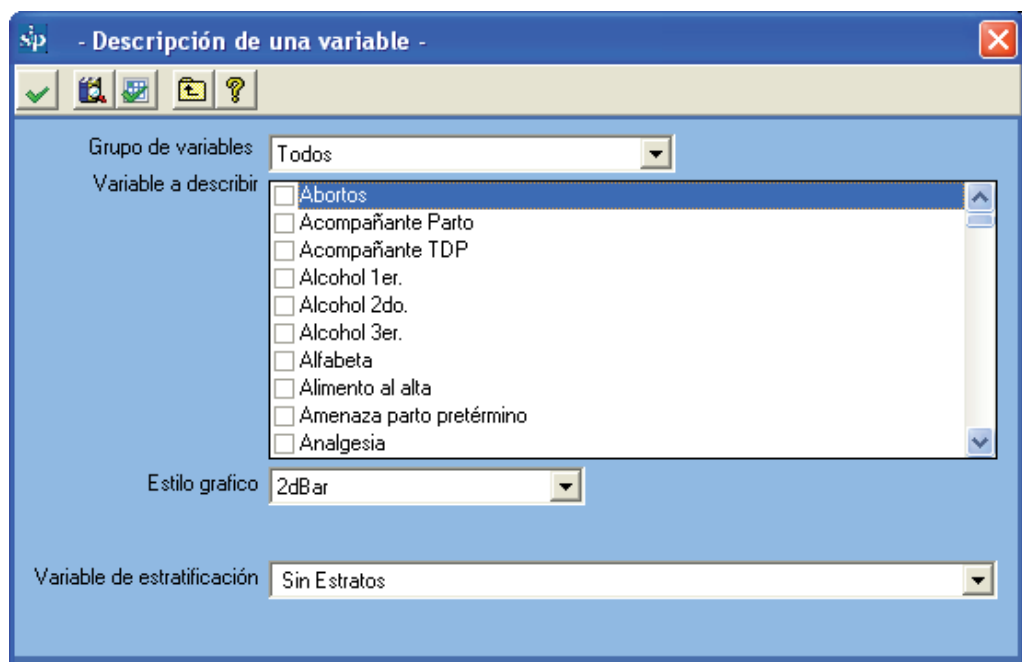 sip - Descripción de una variable -
Grupo de variables Todos
Variable a describir
Abortos
Acompañante Parto
Acompañante TDP
Alcohol 1er.
Alcohol 2do.
Alcohol 3er.
Alfabeta
Alimento al alta
Amenaza parto pretérmino
Analgesia
Estilo grafico 2dBar
Variable de estratificación Sin Estratos